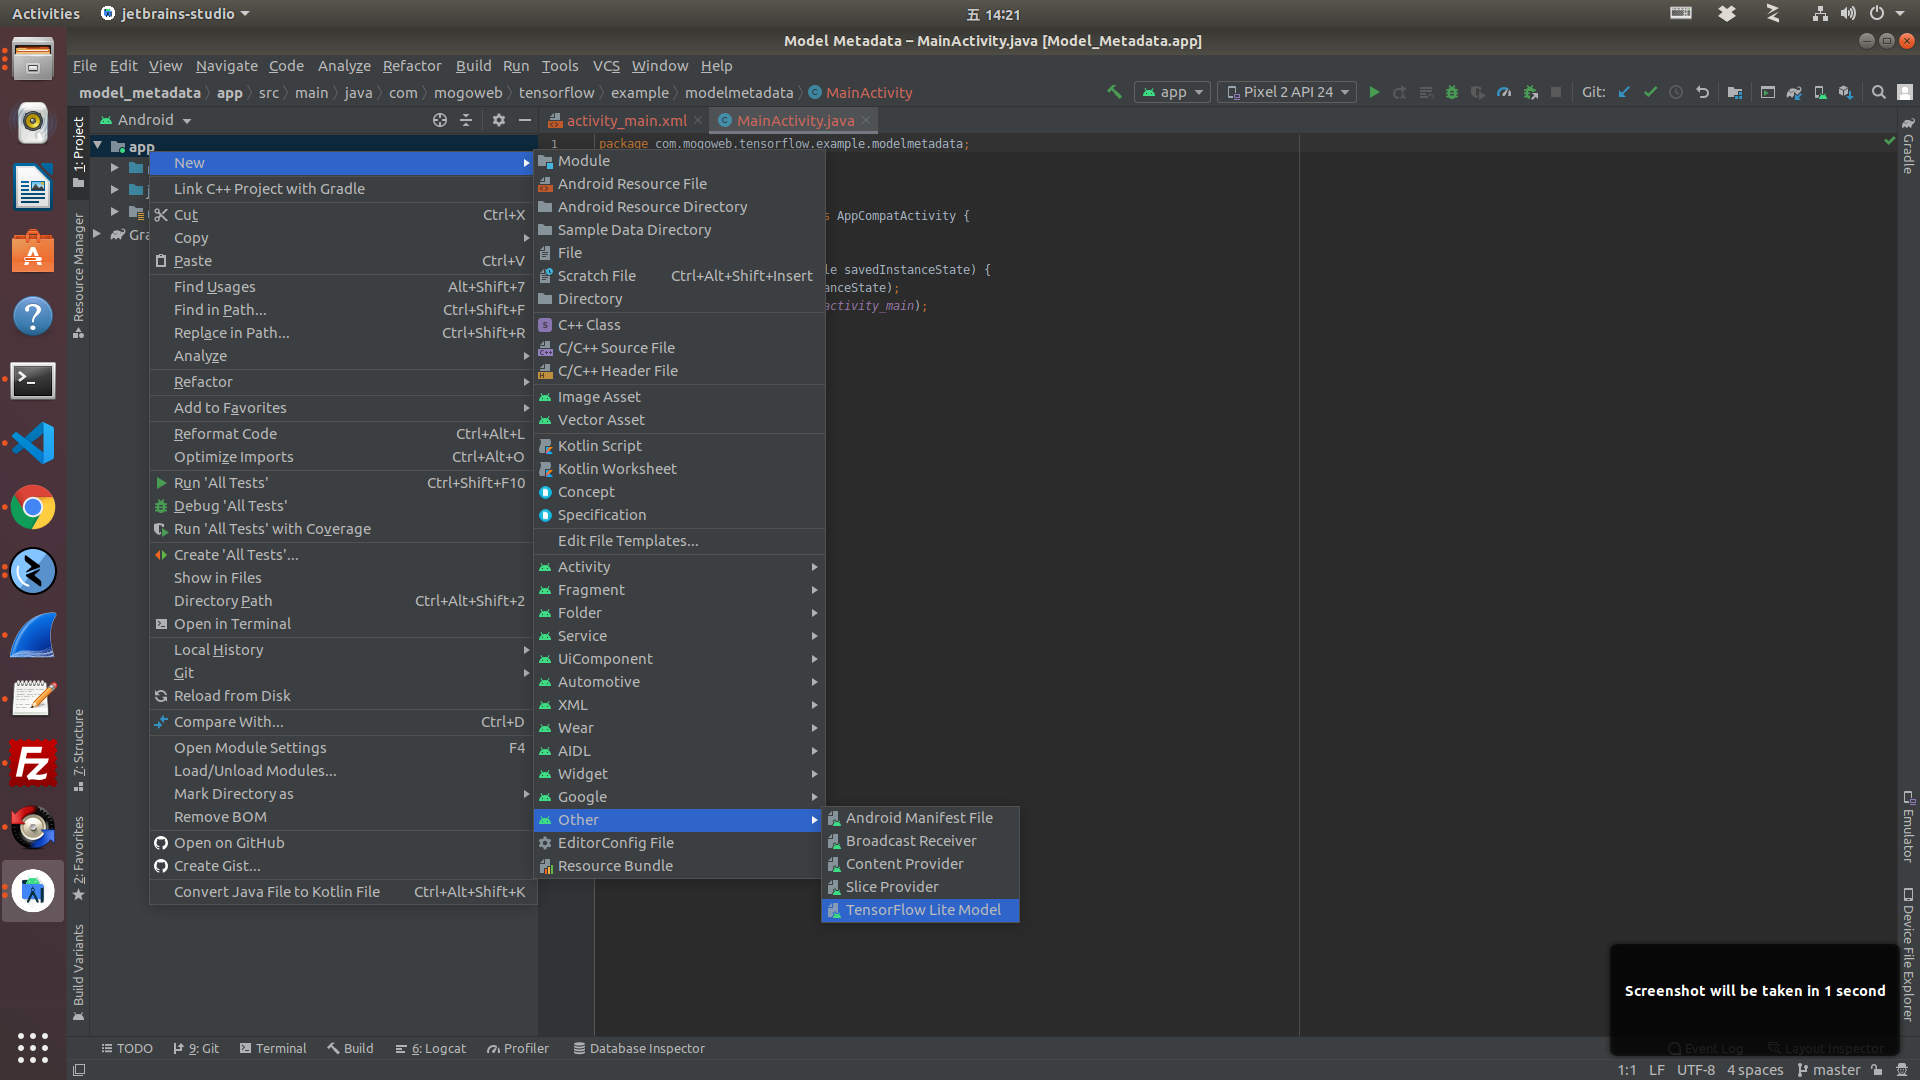 Activities
jetbrains-studio
五 14:21
Model Metadata – MainActivity.java [Model_Metadata.app]
File Edit View Navigate Code Analyze Refactor Build Run Tools VCS Window Help
model_metadata app src main java com mogoweb tensorflow example modelmetadata MainActivity
app
Pixel 2 API 24
Git:
Android
activity_main.xml
MainActivity.java
1: Project
Resource Manager
7: Structure
2: Favorites
Build Variants
app
Gra
1
package com.mogoweb.tensorflow.example.modelmetadata;
s AppCompatActivity {
le savedInstanceState) {
anceState);
activity_main);
New
Link C++ Project with Gradle
Cut Ctrl+X
Copy
Paste Ctrl+V
Find Usages Alt+Shift+7
Find in Path... Ctrl+Shift+F
Replace in Path... Ctrl+Shift+R
Analyze
Refactor
Add to Favorites
Reformat Code Ctrl+Alt+L
Optimize Imports Ctrl+Alt+O
Run 'All Tests' Ctrl+Shift+F10
Debug 'All Tests'
Run 'All Tests' with Coverage
Create 'All Tests'...
Show in Files
Directory Path Ctrl+Alt+Shift+2
Open in Terminal
Local History
Git
Reload from Disk
Compare With... Ctrl+D
Open Module Settings F4
Load/Unload Modules...
Mark Directory as
Remove BOM
Open on GitHub
Create Gist...
Convert Java File to Kotlin File Ctrl+Alt+Shift+K
Module
Android Resource File
Android Resource Directory
Sample Data Directory
File
Scratch File Ctrl+Alt+Shift+Insert
Directory
C++ Class
C/C++ Source File
C/C++ Header File
Image Asset
Vector Asset
Kotlin Script
Kotlin Worksheet
Concept
Specification
Edit File Templates...
Activity
Fragment
Folder
Service
UiComponent
Automotive
XML
Wear
AIDL
Widget
Google
Other
EditorConfig File
Resource Bundle
Android Manifest File
Broadcast Receiver
Content Provider
Slice Provider
TensorFlow Lite Model
Gradle
Emulator
Device File Explorer
Screenshot will be taken in 1 second
TODO
9: Git
Terminal
Build
6: Logcat
Profiler
Database Inspector
Event Log
Layout Inspector
1:1 LF UTF-8 4 spaces master